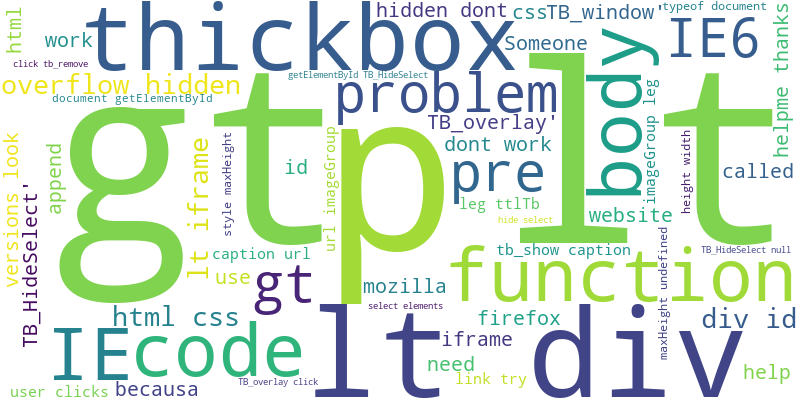 html
thickbox
hidden dont
cssTB_window'
typeof document
work
Someone
IE6
click tb_remove
overflow hidden
getElementById TB_HideSelect
document getElementById
problem
body
helpme thanks
gt
p
lt
TB_overlay'
dont work
pre
imageGroup leg
height width
called
versions look
TB_HideSelect'
append
lt iframe
style maxHeight
id
url imageGroup
leg ttlTb
hide select
website
caption url
tb_show caption
TB_HideSelect null
use
gt
mozilla
function
maxHeight undefined
select elements
html css
firefox
div id
IE
code
lt
iframe
div
need
link try
help
user clicks
becausa
TB_overlay click